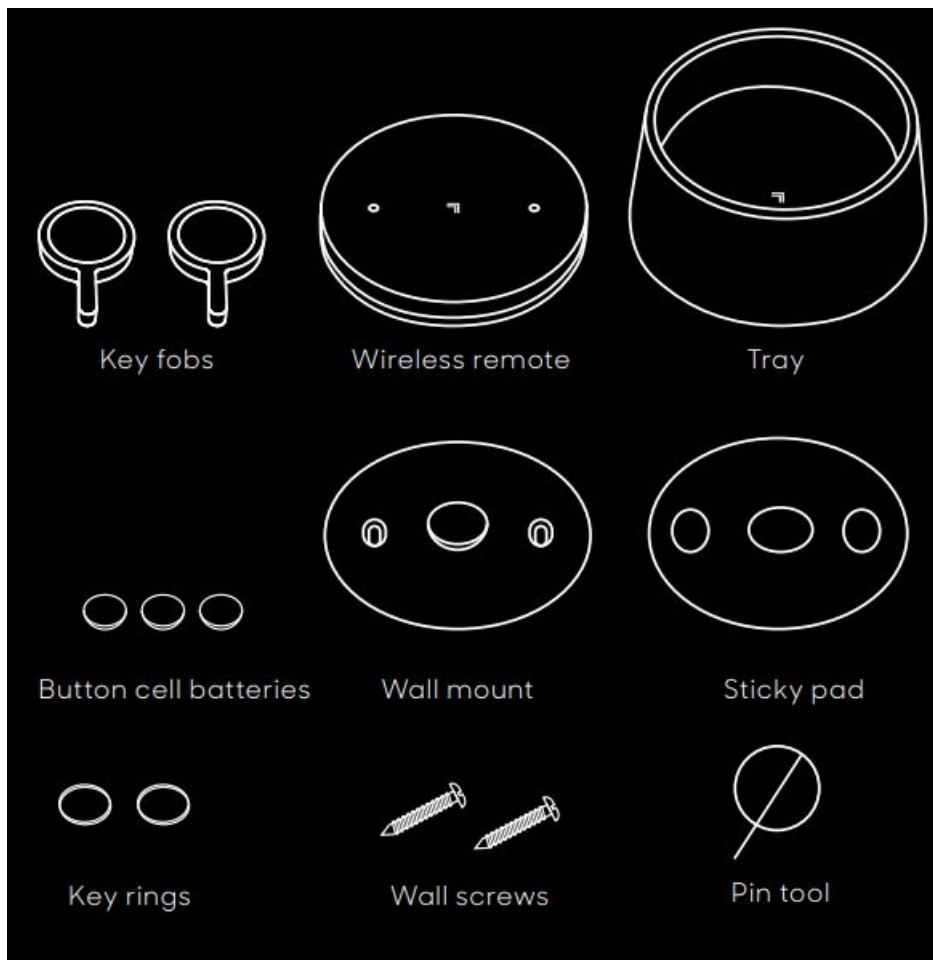 Key fobs
Wireless remote
Tray
Button cell batteries
Wall mount
Sticky pad
Key rings
Wall screws
Pin tool